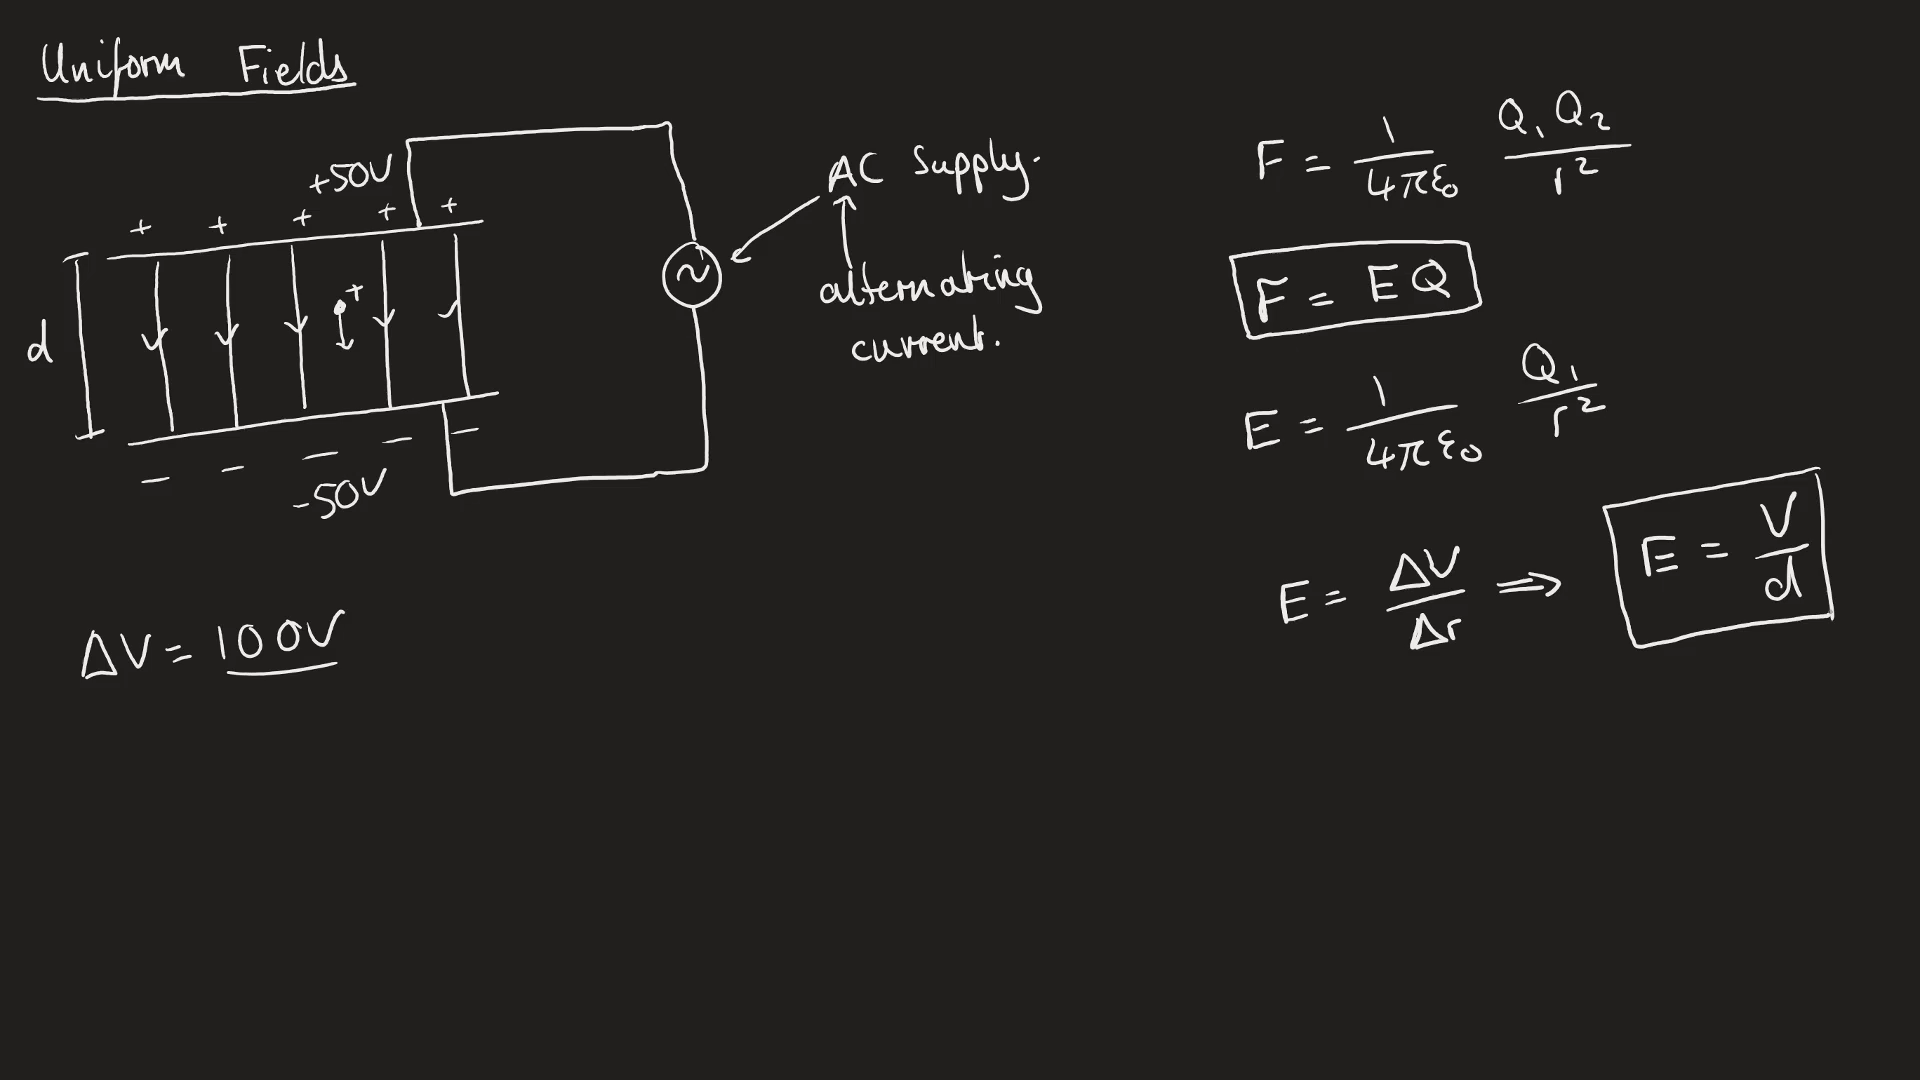 Uniform Fields
+50V
+ + + + +
d
+
- - - - -
-50V
~
AC Supply.
alternating
current.
ΔV = 100V
F = 1/4πε₀ Q₁Q₂/r²
F = EQ
E = 1/4πε₀ Q₁/r²
E = ΔV/Δr ⇒ E = V/d